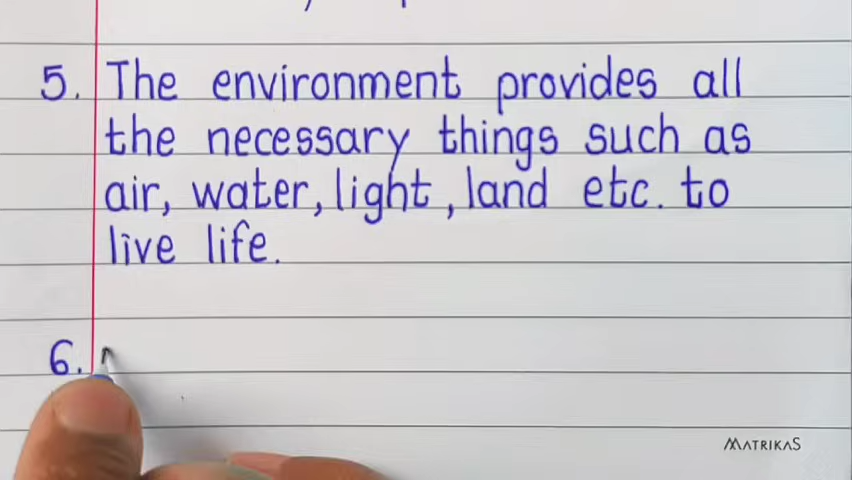 5. The environment provides all
the necessary things such as
air, water, light, land etc. to
live life.
6.
MATRIKAS